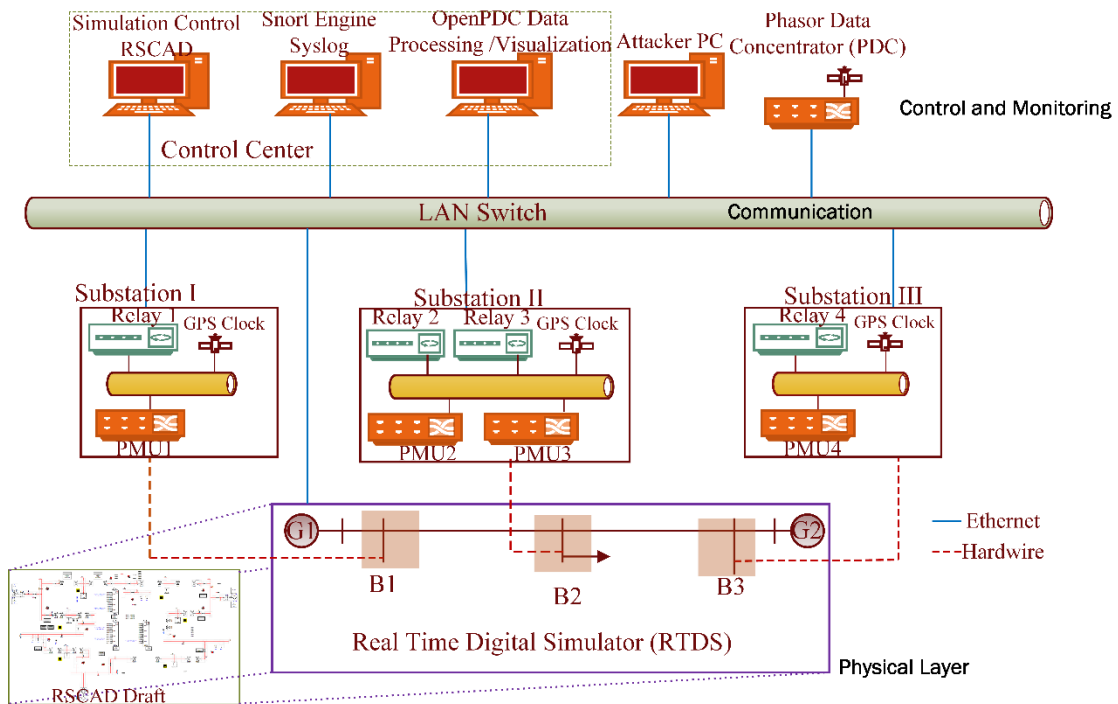 Simulation Control
RSCAD
Snort Engine
Syslog
OpenPDC Data
Processing /Visualization
Attacker PC
Phasor Data
Concentrator (PDC)
Control and Monitoring
Control Center
LAN Switch
Communication
Substation I
Relay 1
GPS Clock
PMU1
Substation II
Relay 2
Relay 3
GPS Clock
PMU2
PMU3
Substation III
Relay 4
GPS Clock
PMU4
G1
G2
B1
B2
B3
Ethernet
Hardwire
Real Time Digital Simulator (RTDS)
Physical Layer
RSCAD Draft